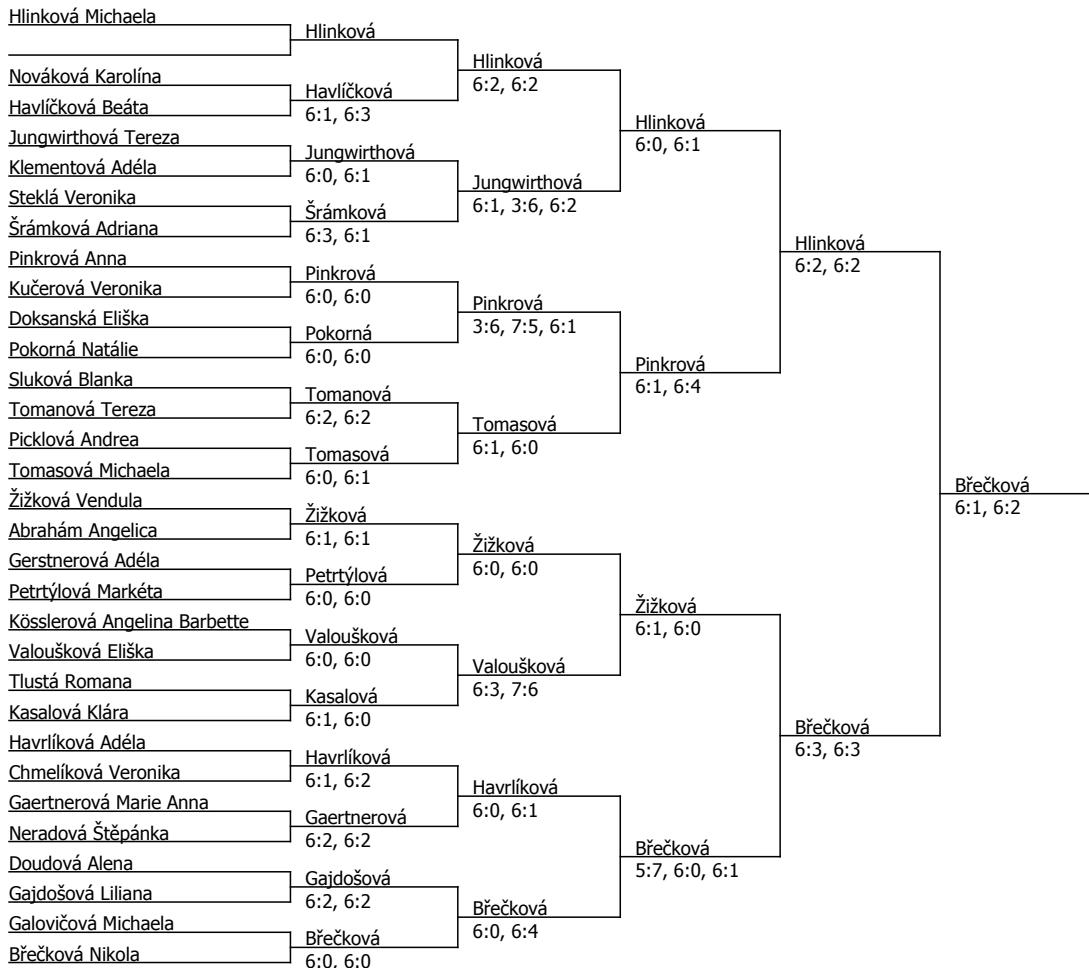 Hlinková Michaela
Hlinková
Hlinková
6:2, 6:2
Nováková Karolína
Havlíčková
6:1, 6:3
Havlíčková Beáta
Hlinková
6:0, 6:1
Jungwirthová Tereza
Jungwirthová
6:0, 6:1
Klementová Adéla
Jungwirthová
6:1, 3:6, 6:2
Steklá Veronika
Šrámková
6:3, 6:1
Šrámková Adriana
Hlinková
6:2, 6:2
Pinkrová Anna
Pinkrová
6:0, 6:0
Kučerová Veronika
Pinkrová
3:6, 7:5, 6:1
Doksanská Eliška
Pokorná
6:0, 6:0
Pokorná Natálie
Pinkrová
6:1, 6:4
Sluková Blanka
Tomanová
6:2, 6:2
Tomanová Tereza
Tomasová
6:1, 6:0
Picklová Andrea
Tomasová
6:0, 6:1
Tomasová Michaela
Břečková
6:1, 6:2
Žižková Vendula
Žižková
6:1, 6:1
Abrahám Angelica
Žižková
6:0, 6:0
Gerstnerová Adéla
Petrtýlová
6:0, 6:0
Petrtýlová Markéta
Žižková
6:1, 6:0
Kösslerová Angelina Barbette
Valoušková
6:0, 6:0
Valoušková Eliška
Valoušková
6:3, 7:6
Tlustá Romana
Kasalová
6:1, 6:0
Kasalová Klára
Břečková
6:3, 6:3
Havrlíková Adéla
Havrlíková
6:1, 6:2
Chmelíková Veronika
Havrlíková
6:0, 6:1
Gaertnerová Marie Anna
Gaertnerová
6:2, 6:2
Neradová Štěpánka
Břečková
5:7, 6:0, 6:1
Doudová Alena
Gajdošová
6:2, 6:2
Gajdošová Liliana
Břečková
6:0, 6:4
Galovičová Michaela
Břečková
6:0, 6:0
Břečková Nikola